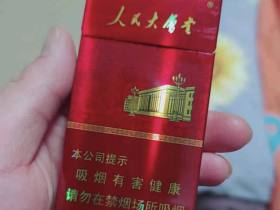 人民大會堂®
本公司提示
吸烟有害健康
请勿在禁烟场所吸烟